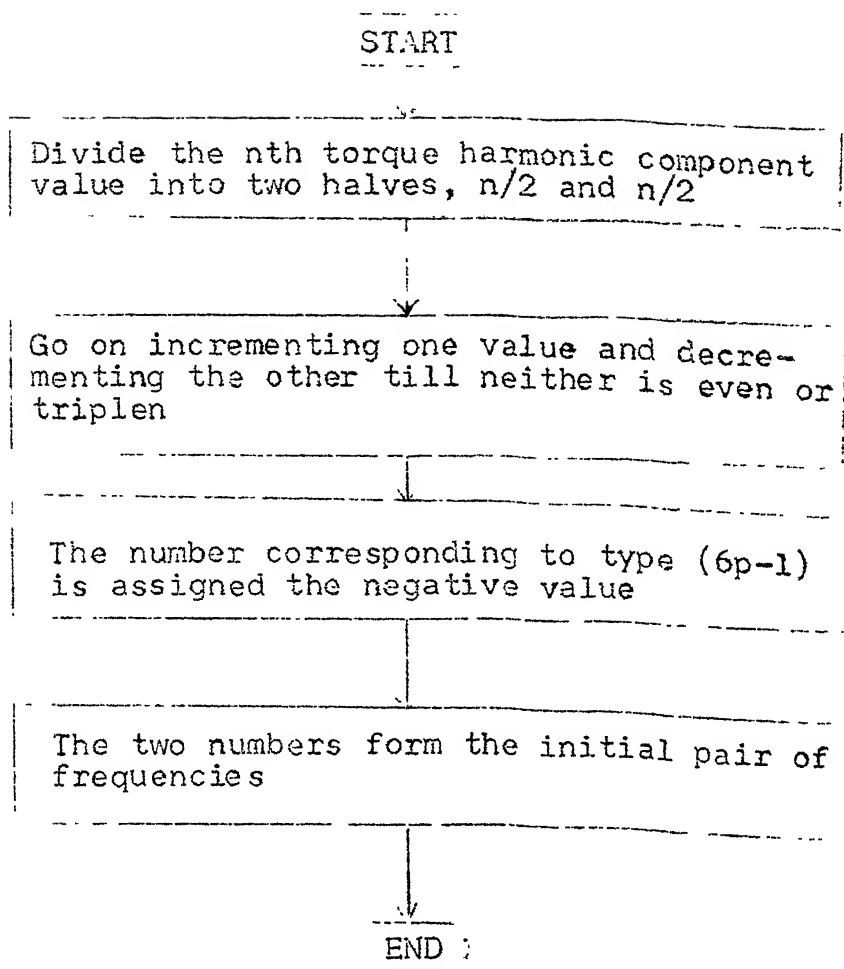 START
Divide the nth torque harmonic component
value into two halves, n/2 and n/2
Go on incrementing one value and decre-
menting the other till neither is even or
triplen
The number corresponding to type (6p-1)
is assigned the negative value
The two numbers form the initial pair of
frequencies
END